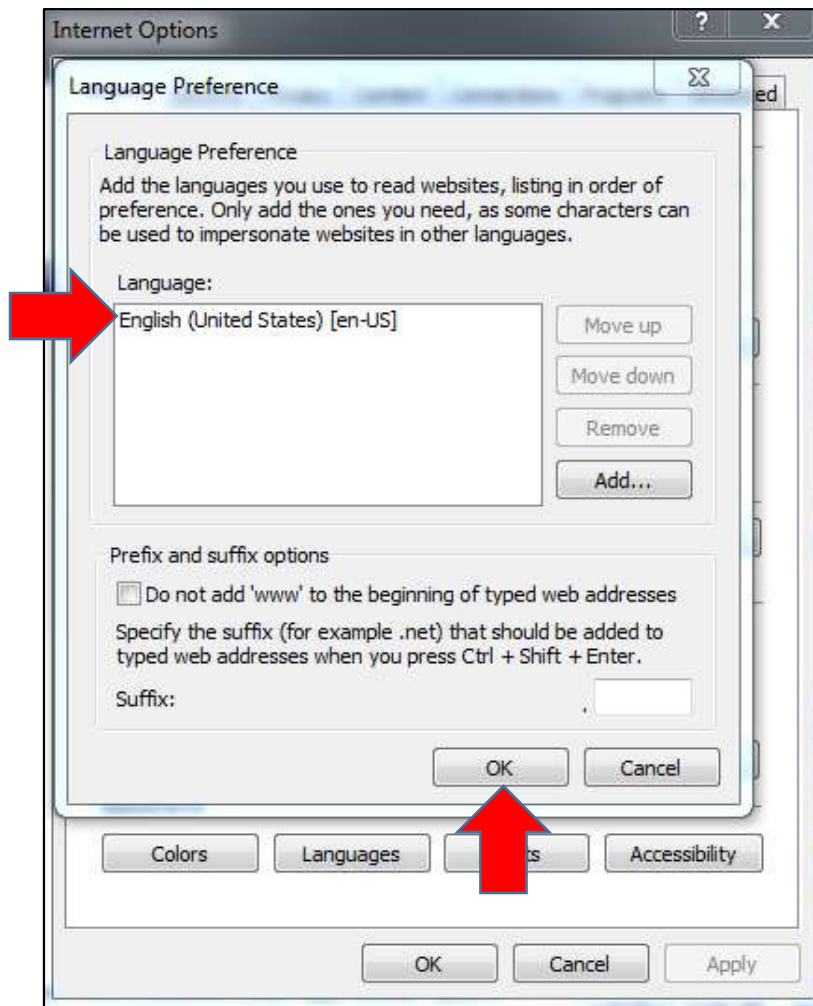 Internet Options
Language Preference
ed
Language Preference
Add the languages you use to read websites, listing in order of
preference. Only add the ones you need, as some characters can
be used to impersonate websites in other languages.
Language:
English (United States) [en-US]
Move up
Move down
Remove
Add...
Prefix and suffix options
Do not add 'www' to the beginning of typed web addresses
Specify the suffix (for example .net) that should be added to
typed web addresses when you press Ctrl + Shift + Enter.
Suffix: .
OK Cancel
Colors Languages ts Accessibility
OK Cancel Apply